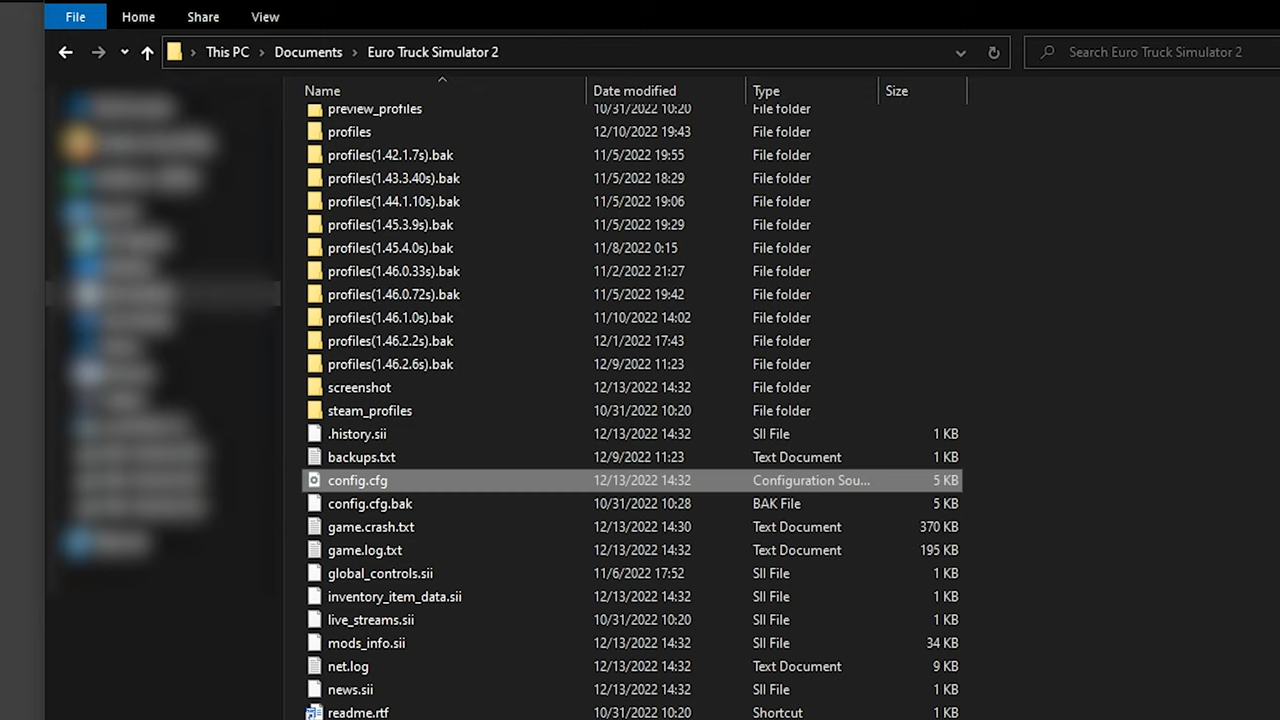 File Home Share View
This PC Documents Euro Truck Simulator 2 Search Euro Truck Simulator 2
Name Date modified Type Size
preview_profiles 10/31/2022 10:20 File folder
profiles 12/10/2022 19:43 File folder
profiles(1.42.1.7s).bak 11/5/2022 19:55 File folder
profiles(1.43.3.40s).bak 11/5/2022 18:29 File folder
profiles(1.44.1.10s).bak 11/5/2022 19:06 File folder
profiles(1.45.3.9s).bak 11/5/2022 19:29 File folder
profiles(1.45.4.0s).bak 11/8/2022 0:15 File folder
profiles(1.46.0.33s).bak 11/2/2022 21:27 File folder
profiles(1.46.0.72s).bak 11/5/2022 19:42 File folder
profiles(1.46.1.0s).bak 11/10/2022 14:02 File folder
profiles(1.46.2.2s).bak 12/1/2022 17:43 File folder
profiles(1.46.2.6s).bak 12/9/2022 11:23 File folder
screenshot 12/13/2022 14:32 File folder
steam_profiles 10/31/2022 10:20 File folder
.history.sii 12/13/2022 14:32 SII File 1 KB
backups.txt 12/9/2022 11:23 Text Document 1 KB
config.cfg 12/13/2022 14:32 Configuration Sou... 5 KB
config.cfg.bak 10/31/2022 10:28 BAK File 5 KB
game.crash.txt 12/13/2022 14:30 Text Document 370 KB
game.log.txt 12/13/2022 14:32 Text Document 195 KB
global_controls.sii 11/6/2022 17:52 SII File 1 KB
inventory_item_data.sii 12/13/2022 14:32 SII File 1 KB
live_streams.sii 10/31/2022 10:20 SII File 1 KB
mods_info.sii 12/13/2022 14:32 SII File 34 KB
net.log 12/13/2022 14:32 Text Document 9 KB
news.sii 12/13/2022 14:32 SII File 1 KB
readme.rtf 10/31/2022 10:20 Shortcut 1 KB